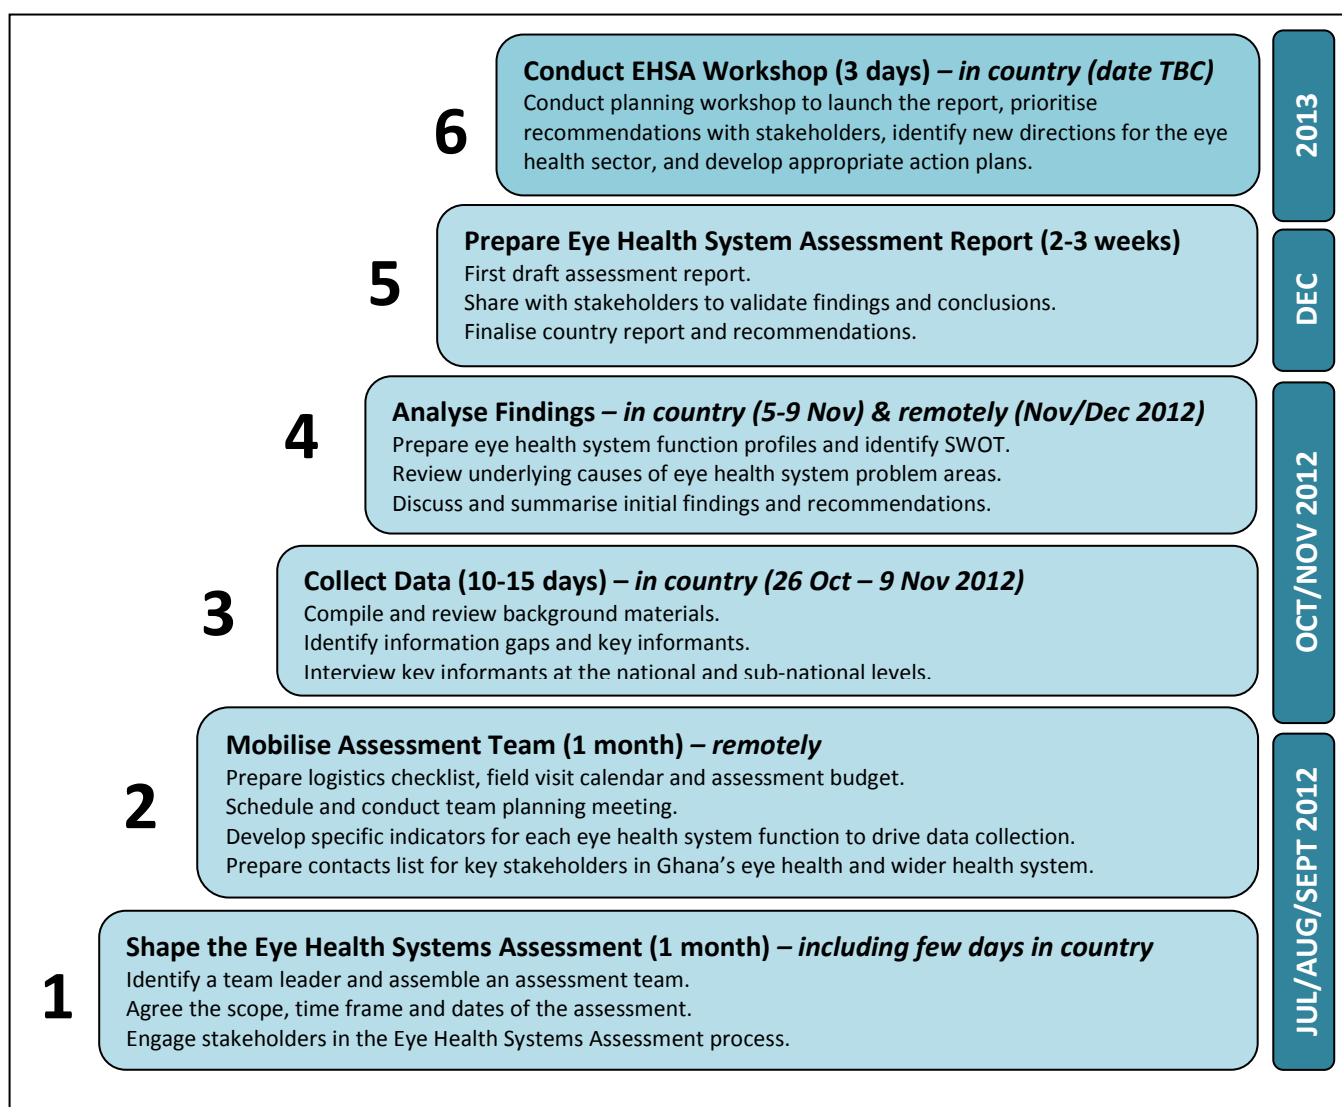 6
Conduct EHSA Workshop (3 days) – in country (date TBC)
Conduct planning workshop to launch the report, prioritise
recommendations with stakeholders, identify new directions for the eye
health sector, and develop appropriate action plans.
2013
5
Prepare Eye Health System Assessment Report (2-3 weeks)
First draft assessment report.
Share with stakeholders to validate findings and conclusions.
Finalise country report and recommendations.
DEC
4
Analyse Findings – in country (5-9 Nov) & remotely (Nov/Dec 2012)
Prepare eye health system function profiles and identify SWOT.
Review underlying causes of eye health system problem areas.
Discuss and summarise initial findings and recommendations.
OCT/NOV 2012
3
Collect Data (10-15 days) – in country (26 Oct – 9 Nov 2012)
Compile and review background materials.
Identify information gaps and key informants.
Interview key informants at the national and sub-national levels.
2
Mobilise Assessment Team (1 month) – remotely
Prepare logistics checklist, field visit calendar and assessment budget.
Schedule and conduct team planning meeting.
Develop specific indicators for each eye health system function to drive data collection.
Prepare contacts list for key stakeholders in Ghana’s eye health and wider health system.
JUL/AUG/SEPT 2012
1
Shape the Eye Health Systems Assessment (1 month) – including few days in country
Identify a team leader and assemble an assessment team.
Agree the scope, time frame and dates of the assessment.
Engage stakeholders in the Eye Health Systems Assessment process.